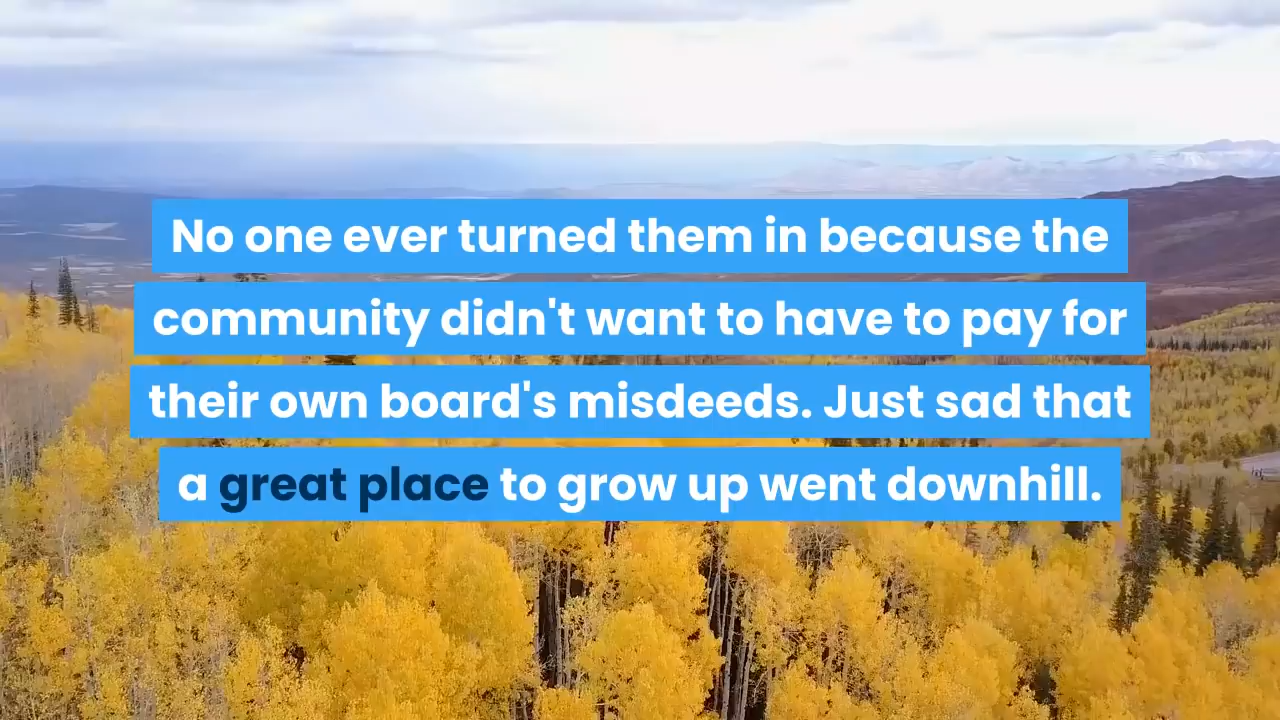 No one ever turned them in because the
community didn't want to have to pay for
their own board's misdeeds. Just sad that
a great place to grow up went downhill.